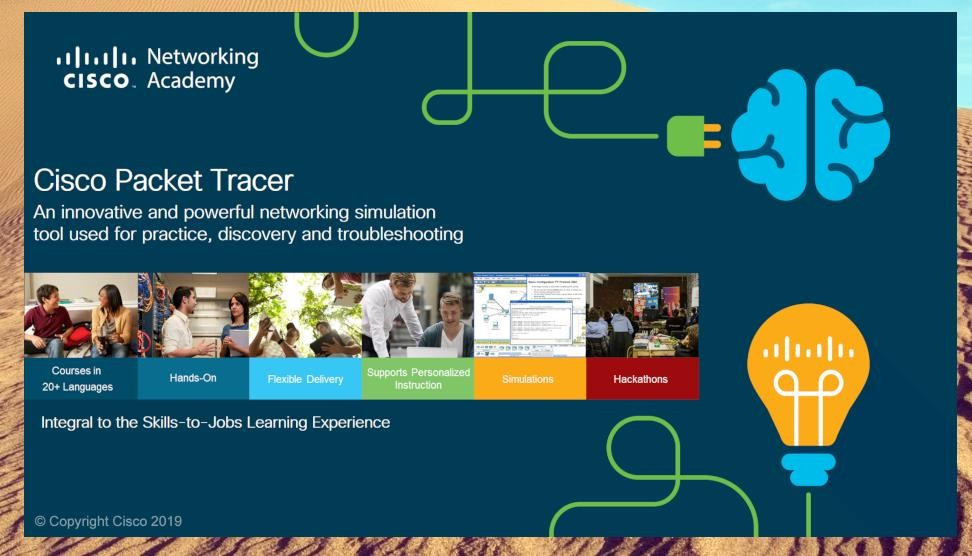 Networking
CISCO Academy
Cisco Packet Tracer
An innovative and powerful networking simulation
tool used for practice, discovery and troubleshooting
Courses in
20+ Languages
Hands-On
Flexible Delivery
Supports Personalized
Instruction
Simulations
Hackathons
Integral to the Skills-to-Jobs Learning Experience
© Copyright Cisco 2019